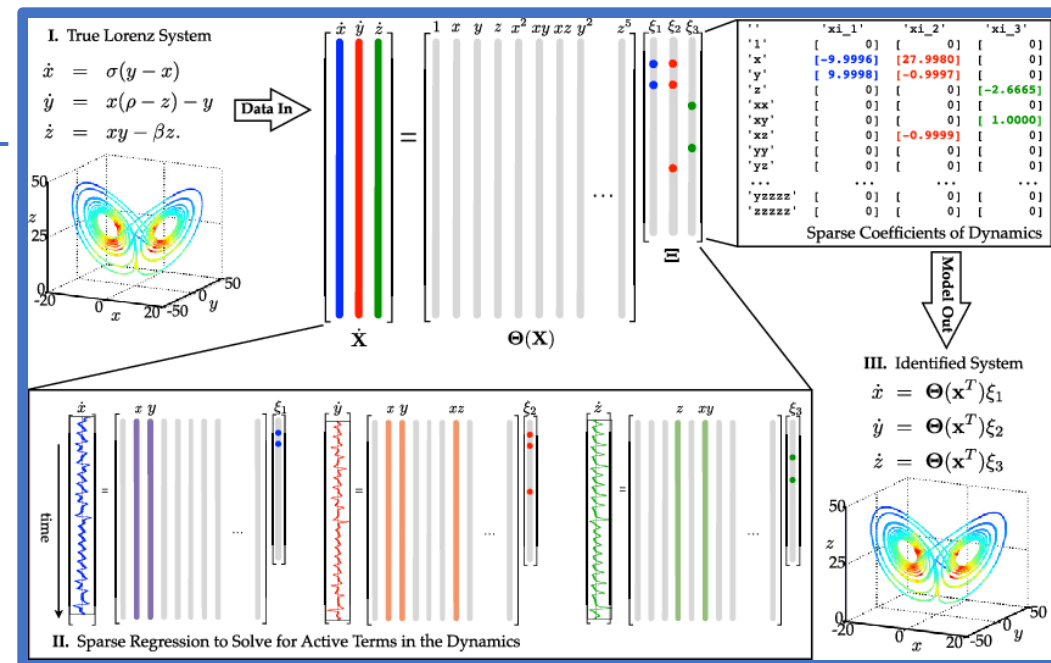 I. True Lorenz System
ẋ = σ(y − x)
ẏ = x(ρ − z) − y
ż = xy − βz.
Data In
50
z
25
0
-20
0
x
20
-50
0
y
50
ẋ ẏ ż
=
1 x y z x² xy xz y² z⁵
...
ξ₁ ξ₂ ξ₃
Ẋ
Θ(X)
Ξ
'' 'xi_1' 'xi_2' 'xi_3'
'1' [ 0] [ 0] [ 0]
'x' [-9.9996] [27.9980] [ 0]
'y' [ 9.9998] [-0.9997] [ 0]
'z' [ 0] [ 0] [-2.6665]
'xx' [ 0] [ 0] [ 0]
'xy' [ 0] [ 0] [ 1.0000]
'xz' [ 0] [-0.9999] [ 0]
'yy' [ 0] [ 0] [ 0]
'yz' [ 0] [ 0] [ 0]
... ... ... ...
'yzzzz' [ 0] [ 0] [ 0]
'zzzzz' [ 0] [ 0] [ 0]
Sparse Coefficients of Dynamics
Model Out
III. Identified System
ẋ = Θ(xᵀ)ξ₁
ẏ = Θ(xᵀ)ξ₂
ż = Θ(xᵀ)ξ₃
50
z
25
0
-20
0
x
20
-50
0
y
50
time
ẋ
=
x y
...
ξ₁
ẏ
=
x y xz
...
ξ₂
ż
=
z xy
...
ξ₃
II. Sparse Regression to Solve for Active Terms in the Dynamics